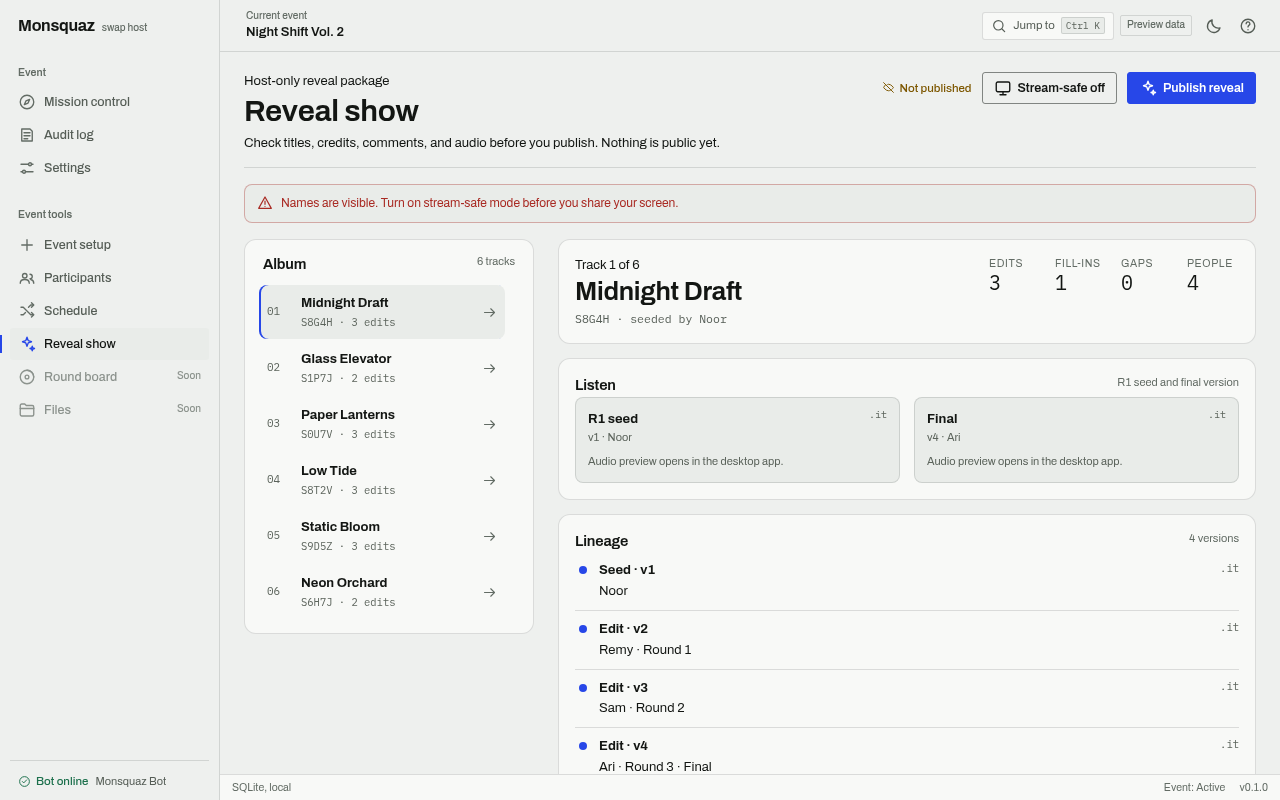 Monsquaz swap host
Event
Mission control
Audit log
Settings
Event tools
Event setup
Participants
Schedule
Reveal show
Round board Soon
Files Soon
Bot online Monsquaz Bot
Current event
Night Shift Vol. 2
Jump to Ctrl K
Preview data
Host-only reveal package
Reveal show
Check titles, credits, comments, and audio before you publish. Nothing is public yet.
Not published
Stream-safe off
Publish reveal
Names are visible. Turn on stream-safe mode before you share your screen.
Album 6 tracks
01 Midnight Draft
S8G4H · 3 edits
02 Glass Elevator
S1P7J · 2 edits
03 Paper Lanterns
S0U7V · 3 edits
04 Low Tide
S8T2V · 3 edits
05 Static Bloom
S9D5Z · 3 edits
06 Neon Orchard
S6H7J · 2 edits
Track 1 of 6
Midnight Draft
S8G4H · seeded by Noor
EDITS FILL-INS GAPS PEOPLE
3 1 0 4
Listen R1 seed and final version
R1 seed .it
v1 · Noor
Audio preview opens in the desktop app.
Final .it
v4 · Ari
Audio preview opens in the desktop app.
Lineage 4 versions
Seed · v1 .it
Noor
Edit · v2 .it
Remy · Round 1
Edit · v3 .it
Sam · Round 2
Edit · v4 .it
Ari · Round 3 · Final
SQLite, local
Event: Active v0.1.0